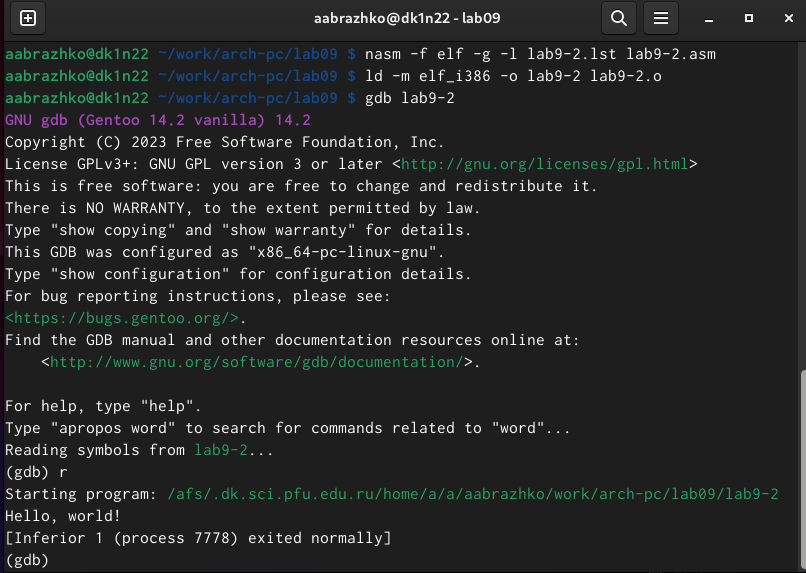 aabrazhko@dk1n22 - lab09
aabrazhko@dk1n22 ~/work/arch-pc/lab09 $ nasm -f elf -g -l lab9-2.lst lab9-2.asm
aabrazhko@dk1n22 ~/work/arch-pc/lab09 $ ld -m elf_i386 -o lab9-2 lab9-2.o
aabrazhko@dk1n22 ~/work/arch-pc/lab09 $ gdb lab9-2
GNU gdb (Gentoo 14.2 vanilla) 14.2
Copyright (C) 2023 Free Software Foundation, Inc.
License GPLv3+: GNU GPL version 3 or later <http://gnu.org/licenses/gpl.html>
This is free software: you are free to change and redistribute it.
There is NO WARRANTY, to the extent permitted by law.
Type "show copying" and "show warranty" for details.
This GDB was configured as "x86_64-pc-linux-gnu".
Type "show configuration" for configuration details.
For bug reporting instructions, please see:
<https://bugs.gentoo.org/>.
Find the GDB manual and other documentation resources online at:
    <http://www.gnu.org/software/gdb/documentation/>.

For help, type "help".
Type "apropos word" to search for commands related to "word"...
Reading symbols from lab9-2...
(gdb) r
Starting program: /afs/.dk.sci.pfu.edu.ru/home/a/a/aabrazhko/work/arch-pc/lab09/lab9-2
Hello, world!
[Inferior 1 (process 7778) exited normally]
(gdb)